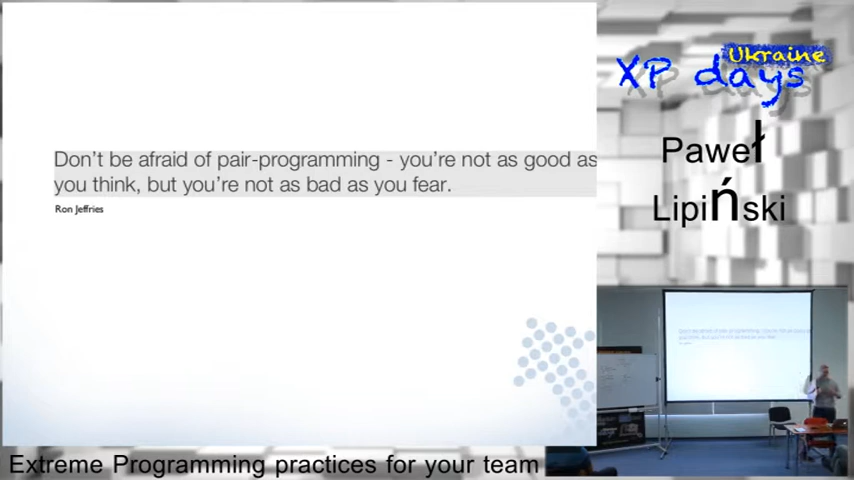 Don't be afraid of pair-programming - you're not as good as
you think, but you're not as bad as you fear.
Ron Jeffries
Ukraine
XP days
Paweł
Lipiński
Extreme Programming practices for your team